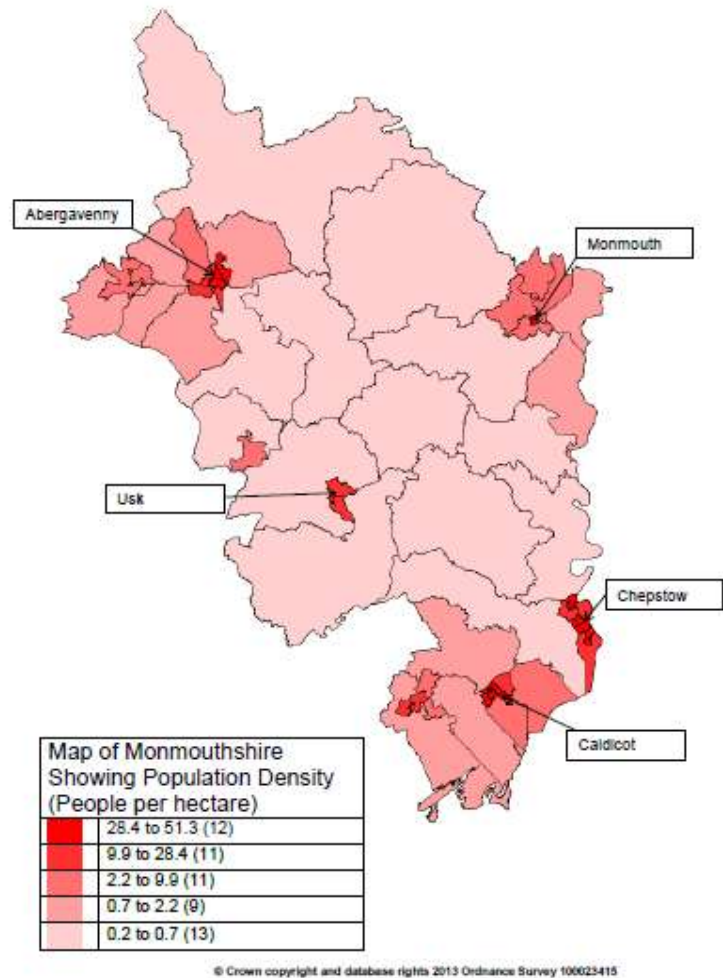 Abergavenny
Monmouth
Usk
Chepstow
Caldicot
Map of Monmouthshire
Showing Population Density
(People per hectare)
28.4 to 51.3 (12)
9.9 to 28.4 (11)
2.2 to 9.9 (11)
0.7 to 2.2 (9)
0.2 to 0.7 (13)
© Crown copyright and database rights 2013 Ordnance Survey 100023415